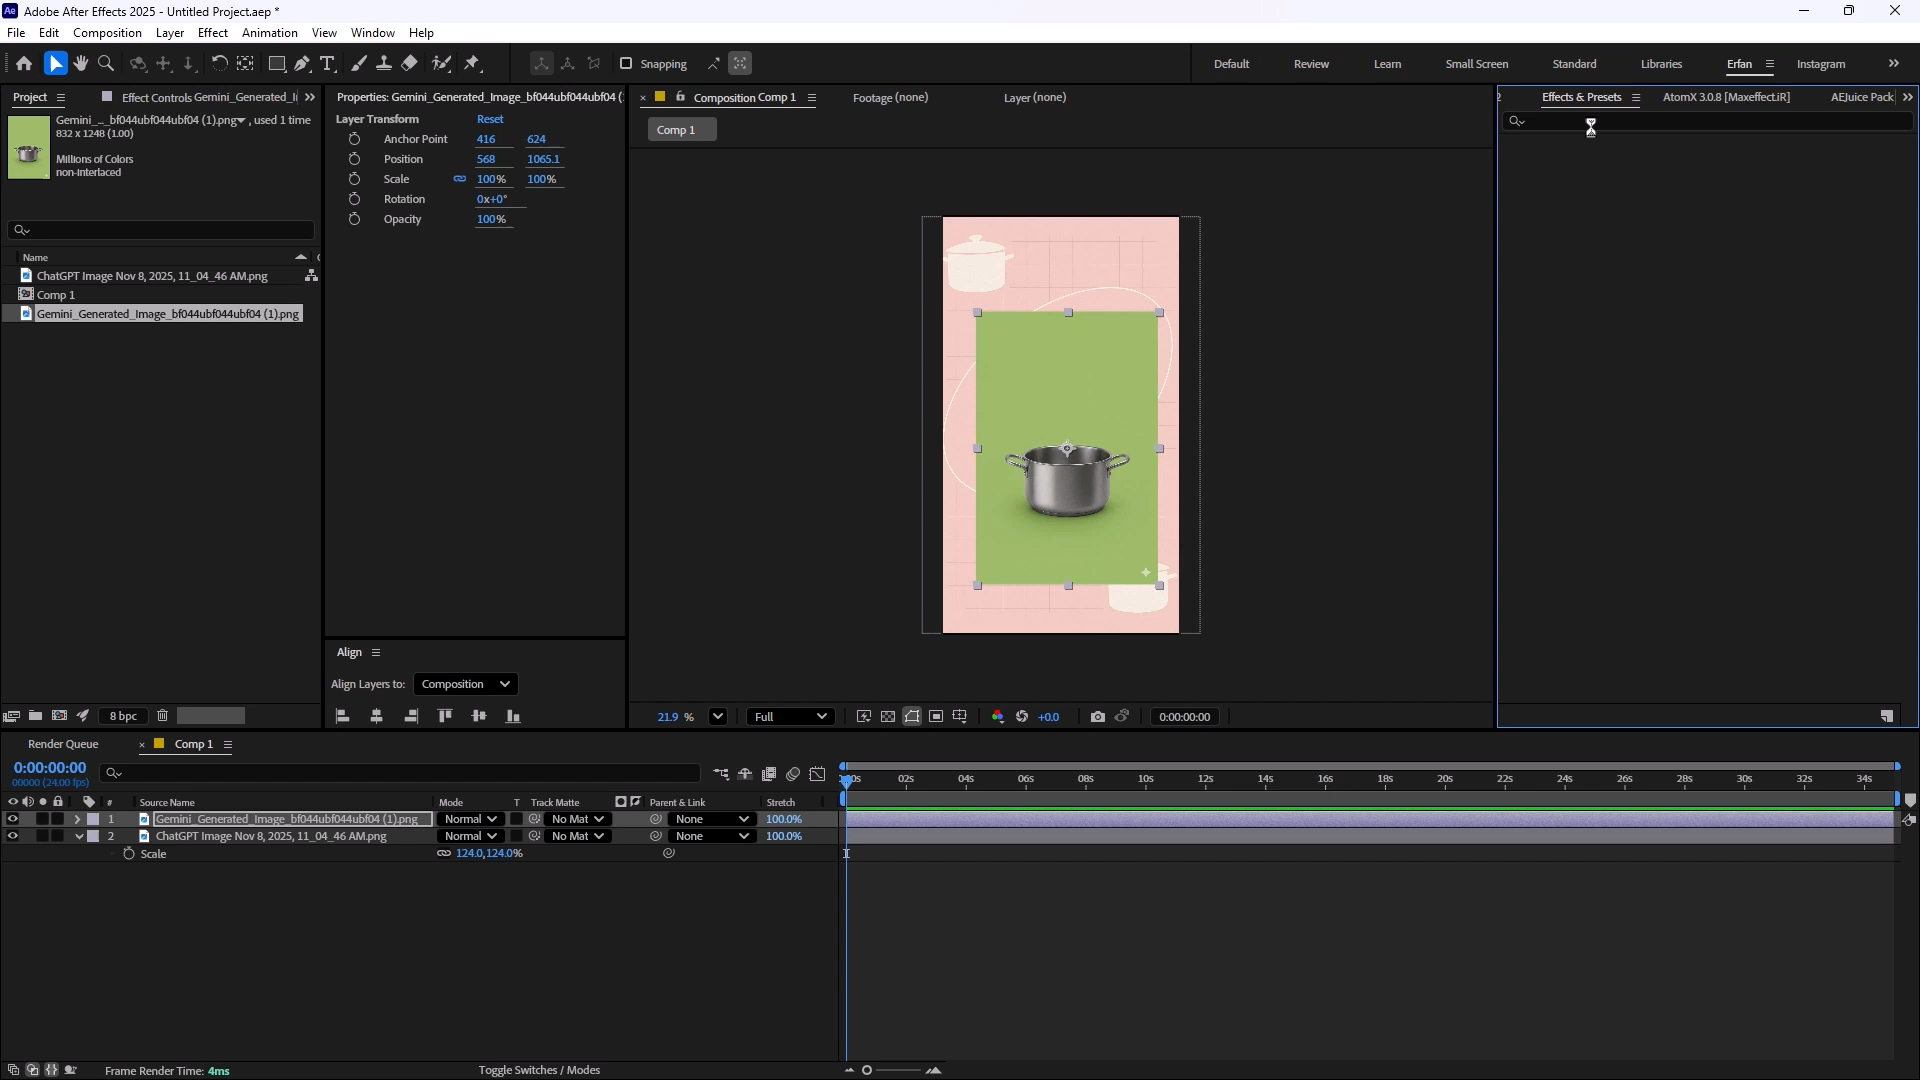 Adobe After Effects 2025 - Untitled Project.aep *
File Edit Composition Layer Effect Animation View Window Help
Snapping
Default Review Learn Small Screen Standard Libraries Erfan Instagram
Project
Effect Controls Gemini_Generated_I
Gemini_..._bf044ubf044ubf04 (1).png , used 1 time
832 x 1248 (1.00)
Millions of Colors
non-interlaced
Name
ChatGPT Image Nov 8, 2025, 11_04_46 AM.png
Comp 1
Gemini_Generated_Image_bf044ubf044ubf04 (1).png
8 bpc
Properties: Gemini_Generated_Image_bf044ubf044ubf04 (
Layer Transform Reset
Anchor Point 416 624
Position 568 1065.1
Scale 100% 100%
Rotation 0x+0°
Opacity 100%
Align
Align Layers to: Composition
Composition Comp 1
Footage (none)
Layer (none)
Comp 1
21.9 %
Full
+0.0
0:00:00:00
Effects & Presets
AtomX 3.0.8 [Maxeffect.iR]
AEJuice Pack
Render Queue
Comp 1
0:00:00:00
00000 (24.00 fps)
# Source Name Mode T Track Matte Parent & Link Stretch
1 Gemini_Generated_Image_bf044ubf044ubf04 (1).png Normal No Mat None 100.0%
2 ChatGPT Image Nov 8, 2025, 11_04_46 AM.png Normal No Mat None 100.0%
Scale 124.0,124.0%
02s 04s 06s 08s 10s 12s 14s 16s 18s 20s 22s 24s 26s 28s 30s 32s 34s
Frame Render Time: 4ms
Toggle Switches / Modes